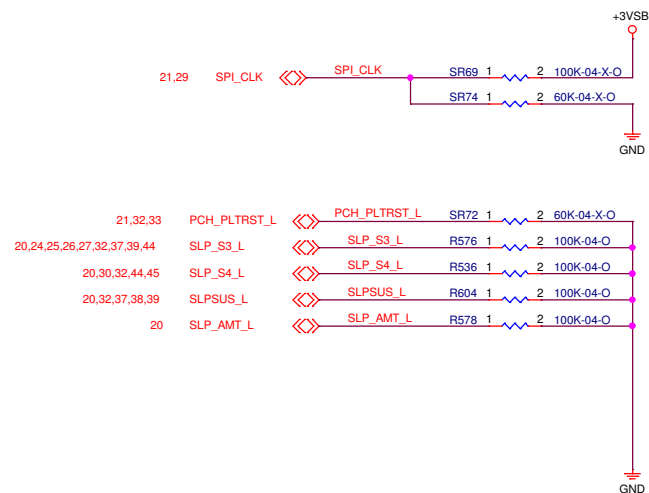 +3VSB
21,29 SPI_CLK SPI_CLK SR69 1 2 100K-04-X-O
SR74 1 2 60K-04-X-O
GND
21,32,33 PCH_PLTRST_L PCH_PLTRST_L SR72 1 2 60K-04-X-O
20,24,25,26,27,32,37,39,44 SLP_S3_L SLP_S3_L R576 1 2 100K-04-O
20,30,32,44,45 SLP_S4_L SLP_S4_L R536 1 2 100K-04-O
20,32,37,38,39 SLPSUS_L SLPSUS_L R604 1 2 100K-04-O
20 SLP_AMT_L SLP_AMT_L R578 1 2 100K-04-O
GND